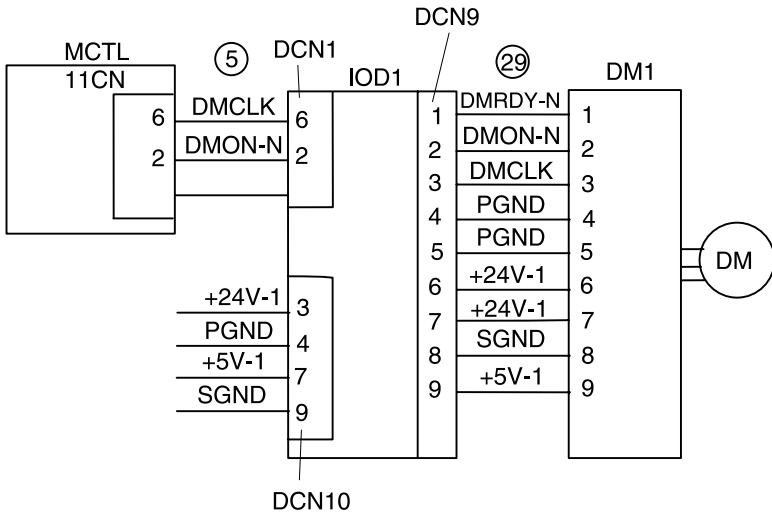 DCN9
MCTL
5
DCN1
29
11CN
IOD1
DM1
6 DMCLK 6
2 DMON-N 2
1 DMRDY-N 1
2 DMON-N 2
3 DMCLK 3
4 PGND 4
5 PGND 5
6 +24V-1 6
7 +24V-1 7
8 SGND 8
9 +5V-1 9
DM
+24V-1 3
PGND 4
+5V-1 7
SGND 9
DCN10